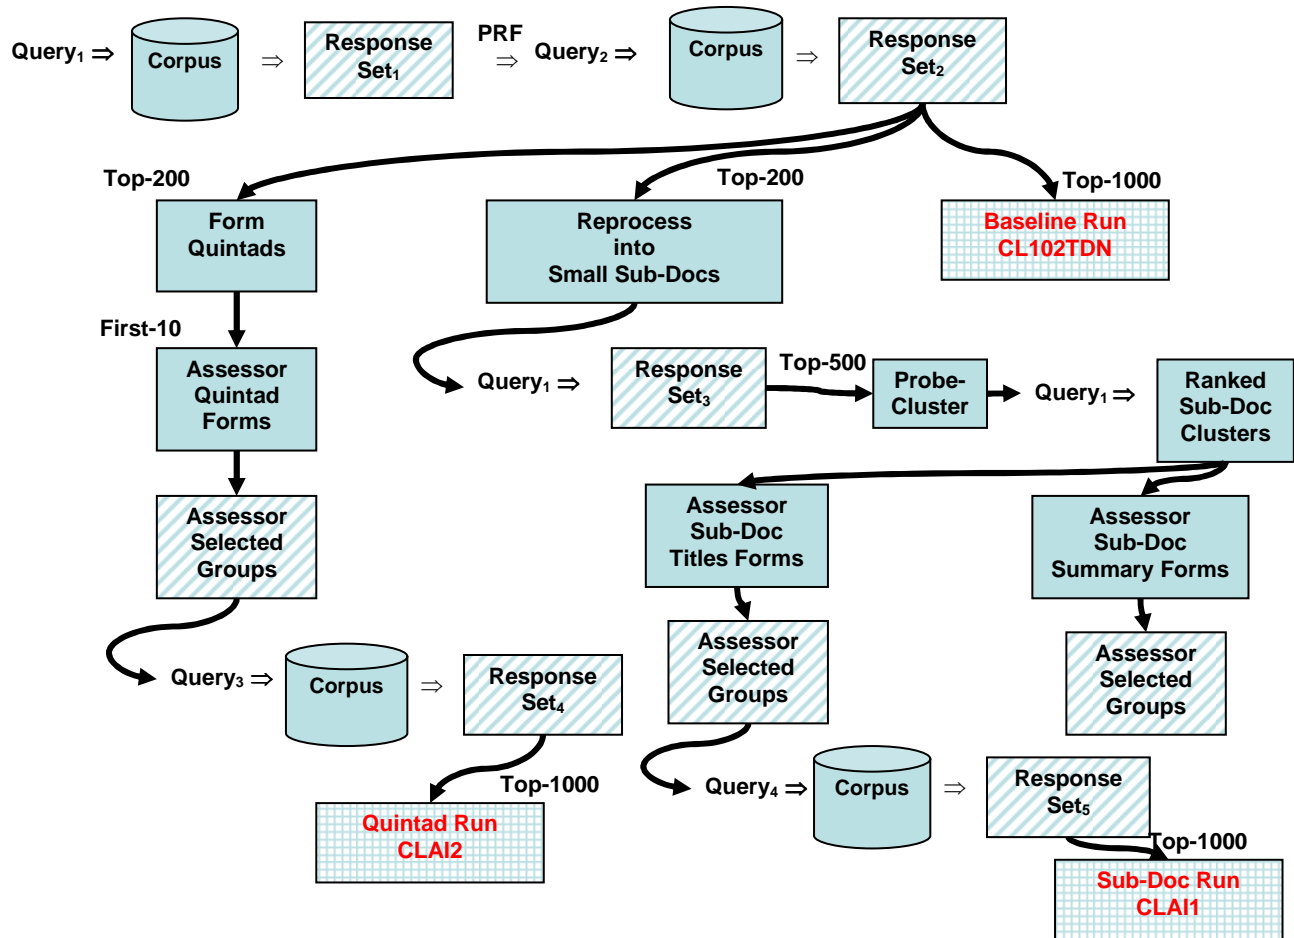 Query₁ ⇒
Corpus
⇒
Response
Set₁
PRF
⇒
Query₂ ⇒
Corpus
⇒
Response
Set₂
Top-200
Top-200
Top-1000
Form
Quintads
Reprocess
into
Small Sub-Docs
Baseline Run
CL102TDN
First-10
Assessor
Quintad
Forms
Query₁ ⇒
Response
Set₃
Top-500
Probe-
Cluster
Query₁ ⇒
Ranked
Sub-Doc
Clusters
Assessor
Selected
Groups
Assessor
Sub-Doc
Titles Forms
Assessor
Sub-Doc
Summary Forms
Assessor
Selected
Groups
Assessor
Selected
Groups
Query₃ ⇒
Corpus
⇒
Response
Set₄
Top-1000
Quintad Run
CLAI2
Query₄ ⇒
Corpus
⇒
Response
Set₅
Top-1000
Sub-Doc Run
CLAI1